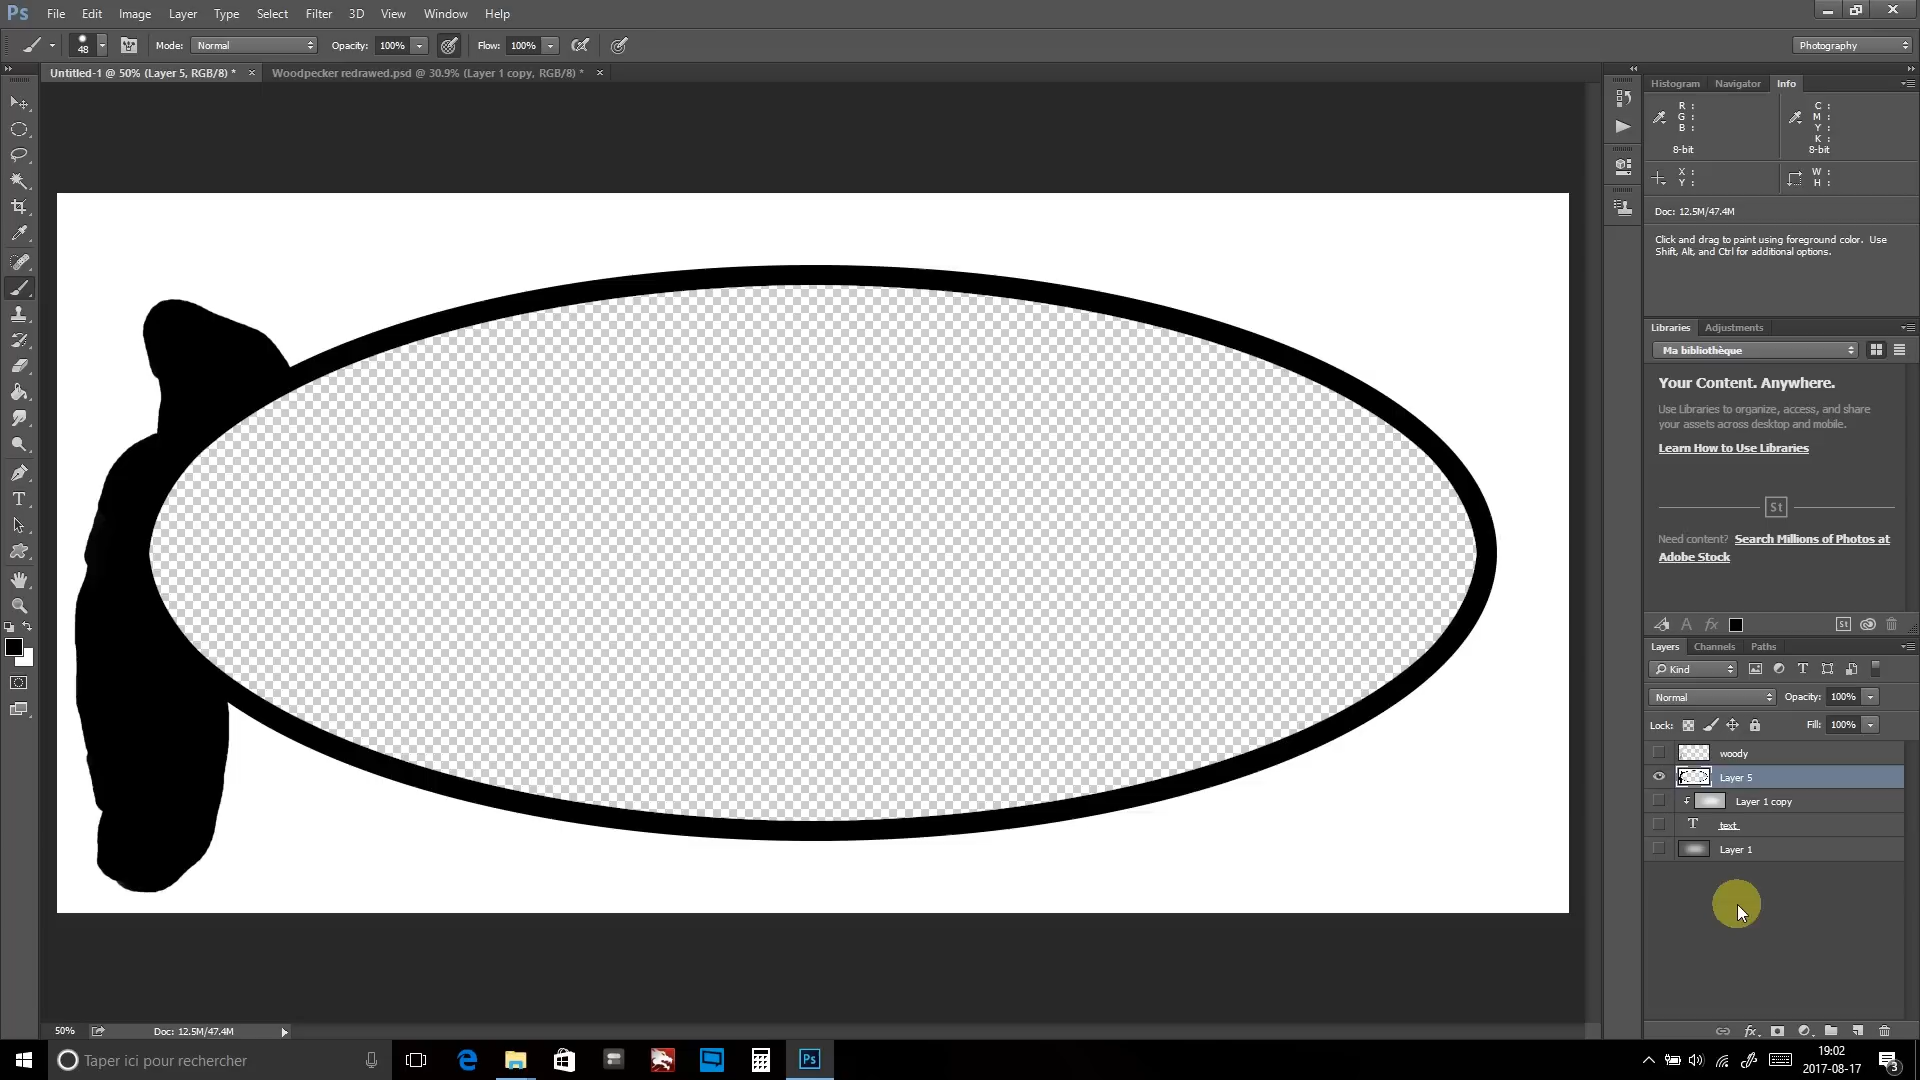 Ps File Edit Image Layer Type Select Filter 3D View Window Help
48 Mode: Normal Opacity: 100% Flow: 100% Photography
Untitled-1 @ 50% (Layer 5, RGB/8) * × Woodpecker redrawed.psd @ 30.9% (Layer 1 copy, RGB/8) * ×
Histogram Navigator Info
R : C :
G : M :
B : Y :
K :
8-bit 8-bit
X : W :
Y : H :
Doc: 12.5M/47.4M
Click and drag to paint using foreground color. Use
Shift, Alt, and Ctrl for additional options.
Libraries Adjustments
Ma bibliothèque
Your Content. Anywhere.
Use Libraries to organize, access, and share
your assets across desktop and mobile.
Learn How to Use Libraries
St
Need content? Search Millions of Photos at
Adobe Stock
A fx St
Layers Channels Paths
Kind T
Normal Opacity: 100%
Lock: Fill: 100%
woody
Layer 5
Layer 1 copy
T text
Layer 1
fx
50% Doc: 12.5M/47.4M
Taper ici pour rechercher Ps
19:02
2017-08-17
3